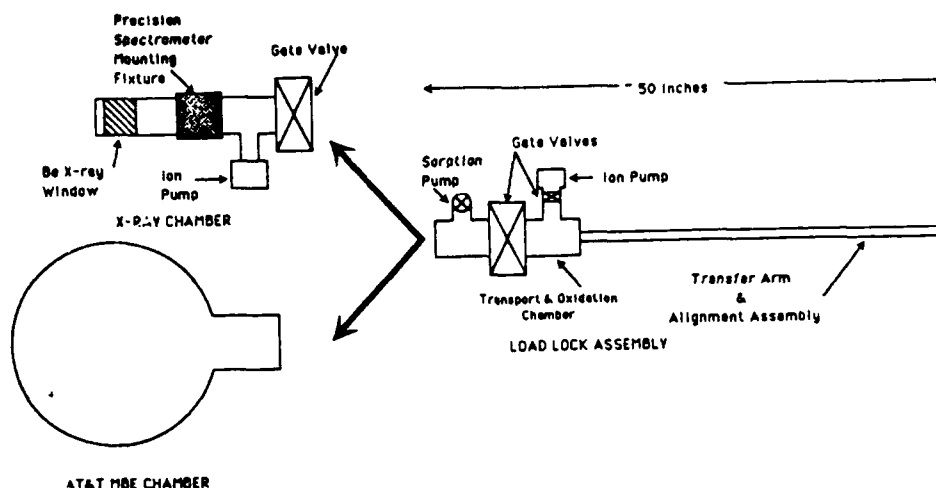 Precision
Spectrometer
Mounting
Fixture
Gate Valve
Be X-ray
Window
Ion
Pump
X-RAY CHAMBER
~50 Inches
Sorption
Pump
Gate Valves
Ion Pump
Transport & Oxidation
Chamber
Transfer Arm
&
Alignment Assembly
LOAD LOCK ASSEMBLY
AT&T MBE CHAMBER